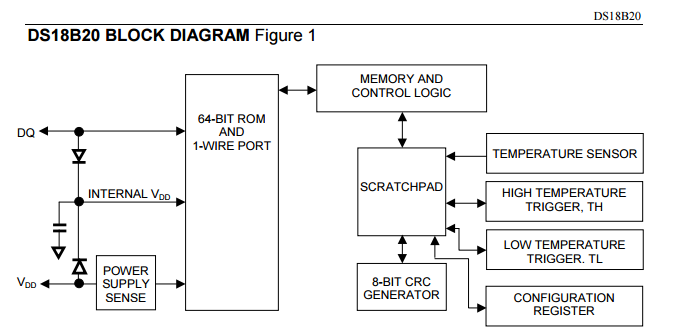 DS18B20
DS18B20 BLOCK DIAGRAM Figure 1
MEMORY AND
CONTROL LOGIC
64-BIT ROM
AND
1-WIRE PORT
DQ
TEMPERATURE SENSOR
SCRATCHPAD
INTERNAL VDD
HIGH TEMPERATURE
TRIGGER, TH
LOW TEMPERATURE
TRIGGER. TL
POWER
SUPPLY
SENSE
VDD
8-BIT CRC
GENERATOR
CONFIGURATION
REGISTER